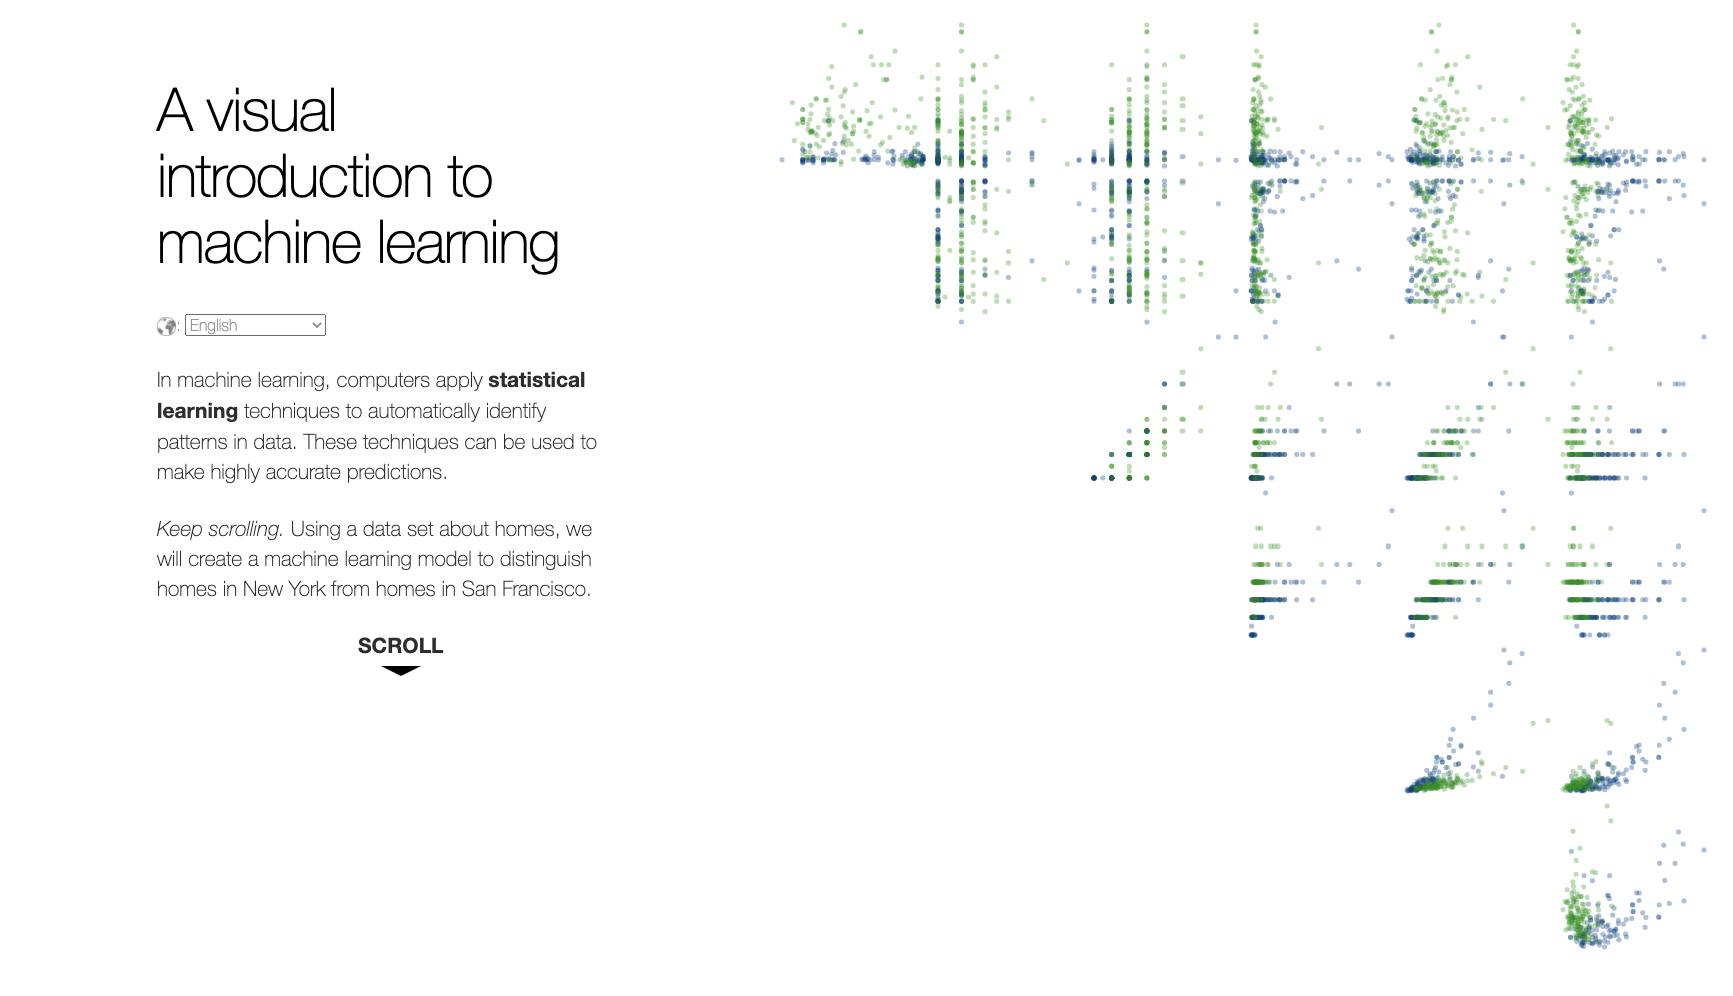 A visual
introduction to
machine learning
: English
In machine learning, computers apply statistical
learning techniques to automatically identify
patterns in data. These techniques can be used to
make highly accurate predictions.
Keep scrolling. Using a data set about homes, we
will create a machine learning model to distinguish
homes in New York from homes in San Francisco.
SCROLL